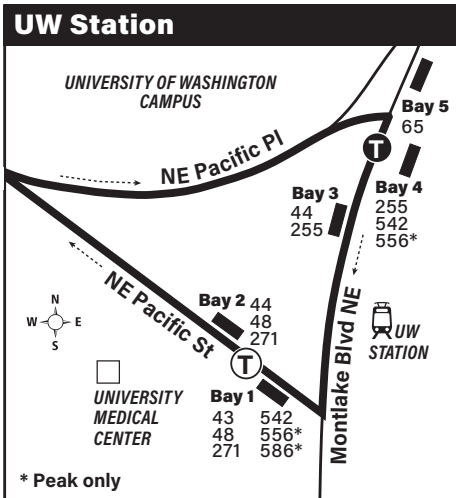 UW Station
UNIVERSITY OF WASHINGTON
CAMPUS
Bay 5
65
NE Pacific Pl
T
Bay 4
255
542
556*
Bay 3
44
255
N
W
E
S
NE Pacific St
Bay 2
44
48
271
T
Montlake Blvd NE
UW
STATION
UNIVERSITY
MEDICAL
CENTER
Bay 1
43 542
48 556*
271 586*
* Peak only